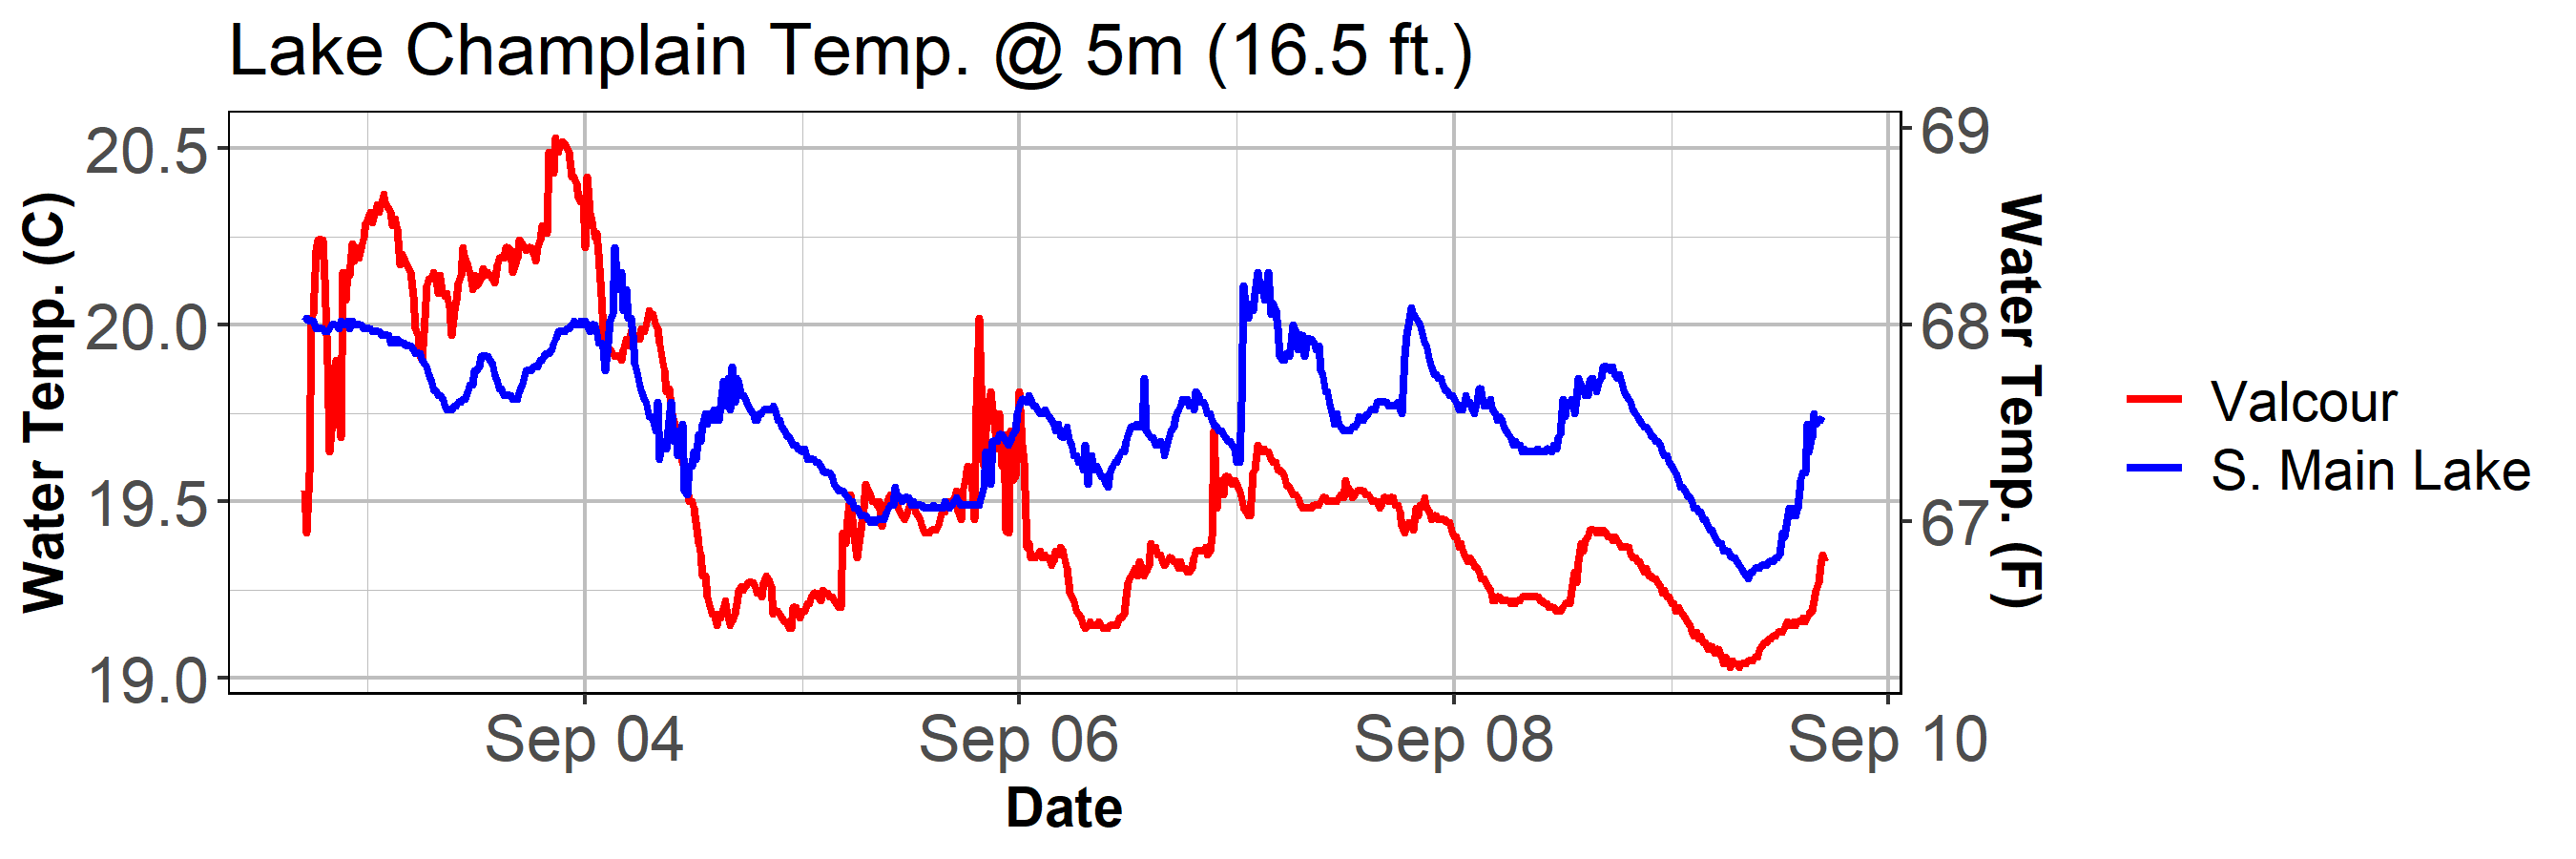 Lake Champlain Temp. @ 5m (16.5 ft.)
Water Temp. (C)
20.5
20.0
19.5
19.0
69
68
67
Water Temp. (F)
Sep 04
Sep 06
Sep 08
Sep 10
Date
Valcour
S. Main Lake